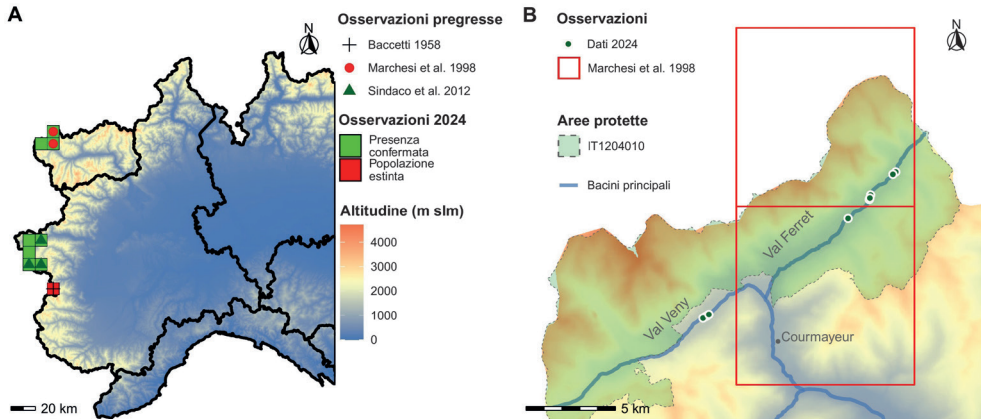 A
N
20 km
Osservazioni pregresse
Baccetti 1958
Marchesi et al. 1998
Sindaco et al. 2012
Osservazioni 2024
Presenza
confermata
Popolazione
estinta
Altitudine (m slm)
4000
3000
2000
1000
0
B
Osservazioni
Dati 2024
Marchesi et al. 1998
Aree protette
IT1204010
Bacini principali
N
Val Ferret
Val Veny
Courmayeur
5 km